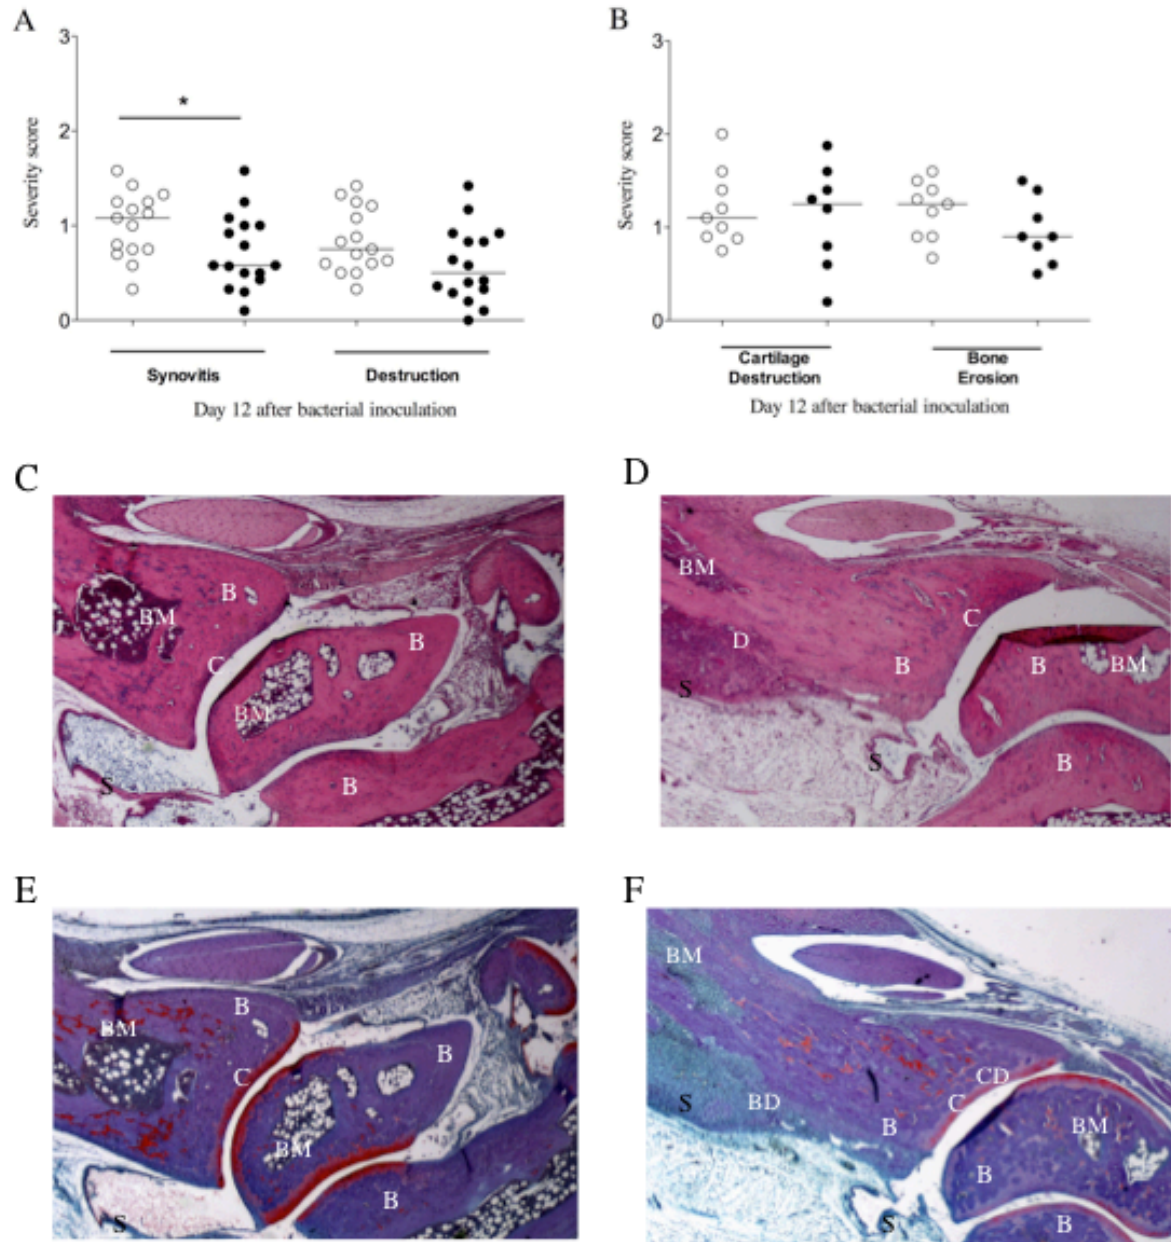 A
B
3
2
1
0
Severity score
*
Synovitis
Destruction
Day 12 after bacterial inoculation
3
2
1
0
Severity score
Cartilage
Destruction
Bone
Erosion
Day 12 after bacterial inoculation
C
D
B
BM
C
B
BM
S
B
BM
C
D
B
B
BM
S
S
B
E
F
B
BM
B
C
BM
B
S
BM
CD
S
BD
C
B
BM
B
S
B